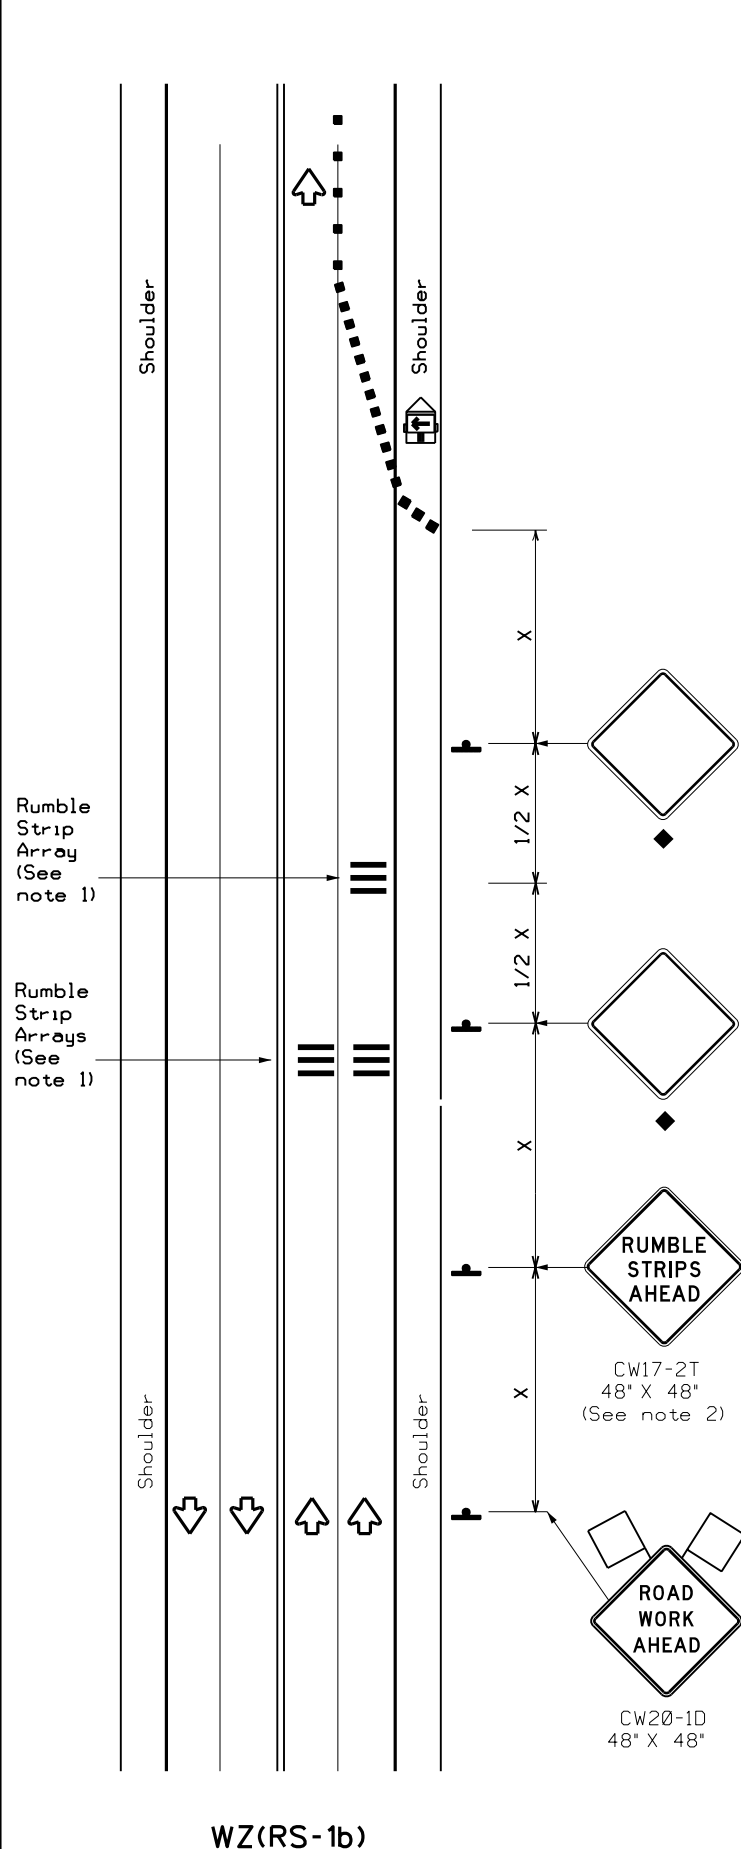 Shoulder
Shoulder
X
1/2 X
Rumble
Strip
Array
(See
note 1)
1/2 X
Rumble
Strip
Arrays
(See
note 1)
X
RUMBLE
STRIPS
AHEAD
CW17-2T
48" X 48"
(See note 2)
X
Shoulder
Shoulder
ROAD
WORK
AHEAD
CW20-1D
48" X 48"
WZ(RS-1b)